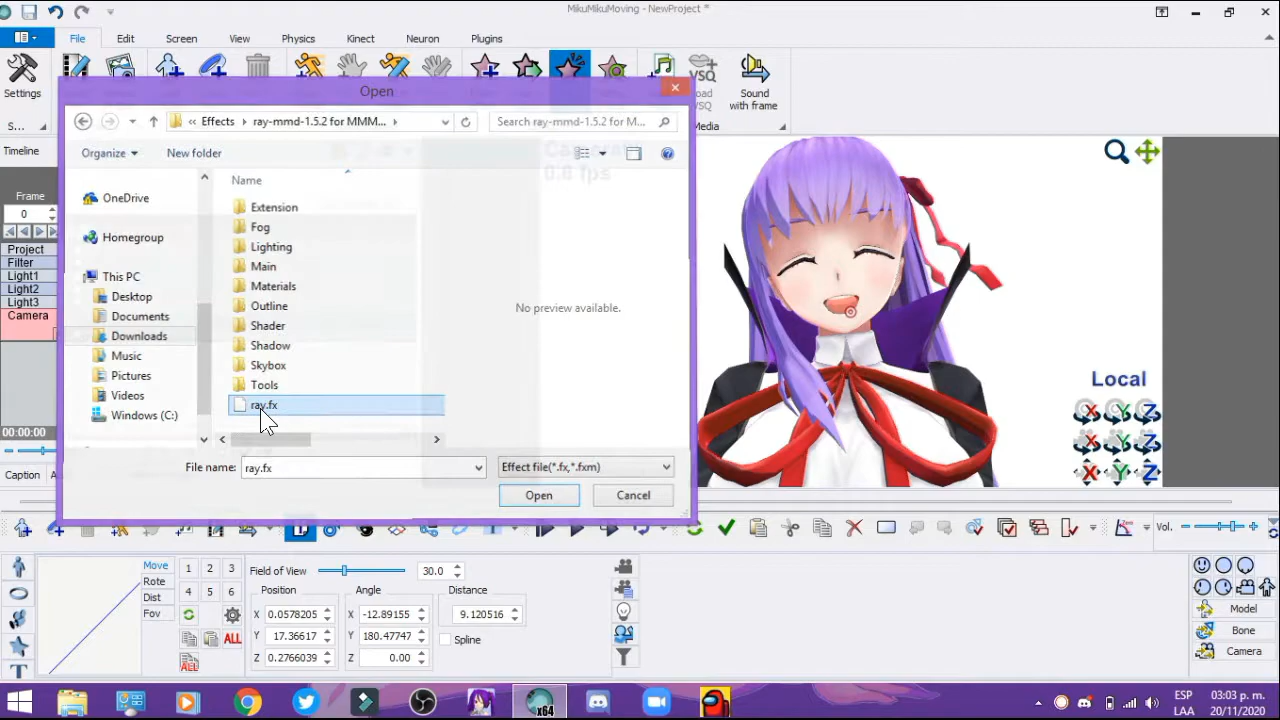 MikuMikuMoving - NewProject *
File Edit Screen View Physics Kinect Neuron Plugins
Settings
VSQ
Sound
with frame
S...
Media
Open
Effects
ray-mmd-1.5.2 for MMM...
Search ray-mmd-1.5.2 for M...
Organize
New folder
Timeline
Frame
0
Project
Filter
Light1
Light2
Light3
Camera
00:00:00
Caption
OneDrive
Homegroup
This PC
Desktop
Documents
Downloads
Music
Pictures
Videos
Windows (C:)
Name
Extension
Fog
Lighting
Main
Materials
Outline
Shader
Shadow
Skybox
Tools
ray.fx
No preview available.
File name: ray.fx
Effect file(*.fx,*.fxm)
Open Cancel
Local
X Y Z
X Y Z
X Y Z
Vol.
Move
Rote
Dist
Fov
1 2 3
4 5 6
ALL
ALL
Field of View 30.0
Position Angle Distance
X 0.0578205 X -12.89155 9.120516
Y 17.36617 Y 180.47747 Spline
Z 0.2766039 Z 0.00
Model
Bone
Camera
x64
ESP
LAA
03:03 p. m.
20/11/2020